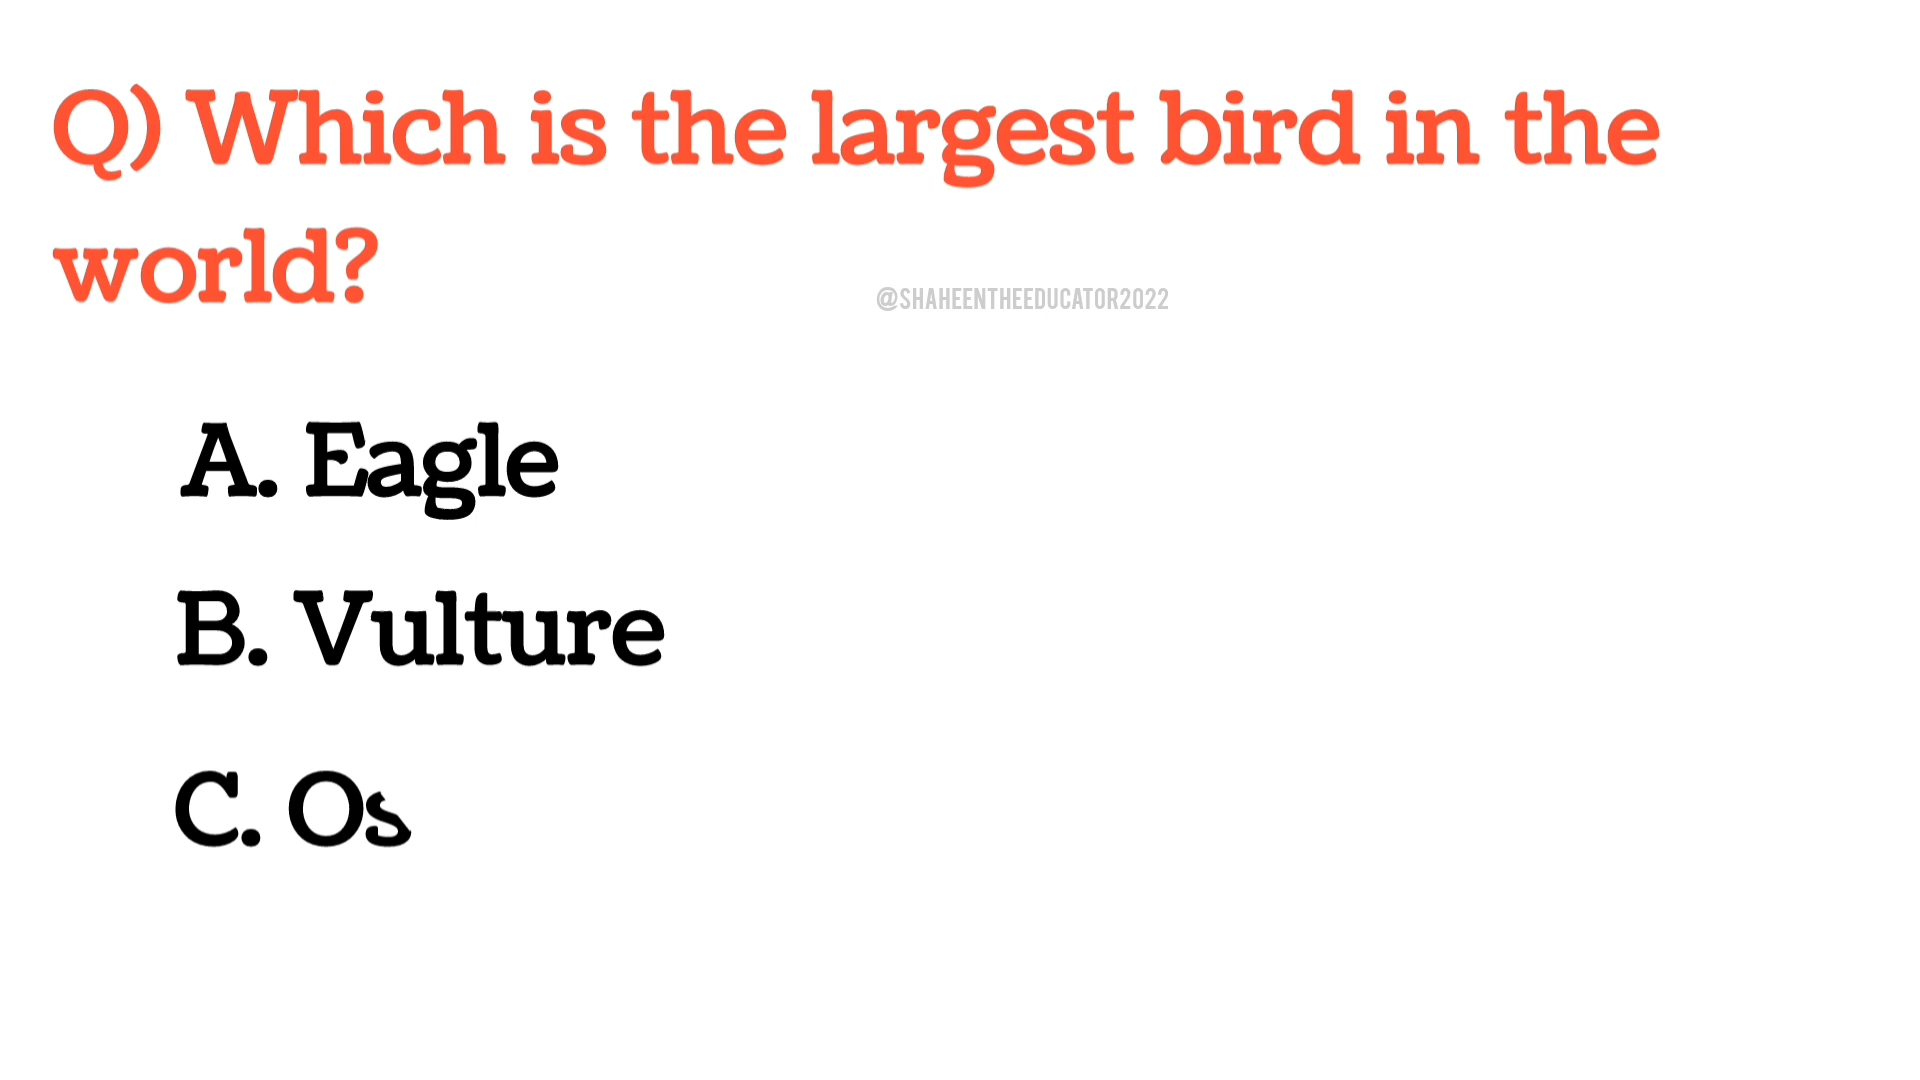 Q) Which is the largest bird in the
world?
@SHAHEENTHEEDUCATOR2022
A. Eagle
B. Vulture
C. Os